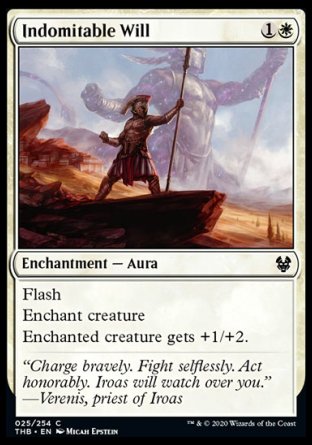 Indomitable Will 1
Enchantment — Aura
Flash
Enchant creature
Enchanted creature gets +1/+2.
“Charge bravely. Fight selflessly. Act
honorably. Iroas will watch over you.”
—Verenis, priest of Iroas
025/254 C
THB • EN Micah Epstein
™ & © 2020 Wizards of the Coast